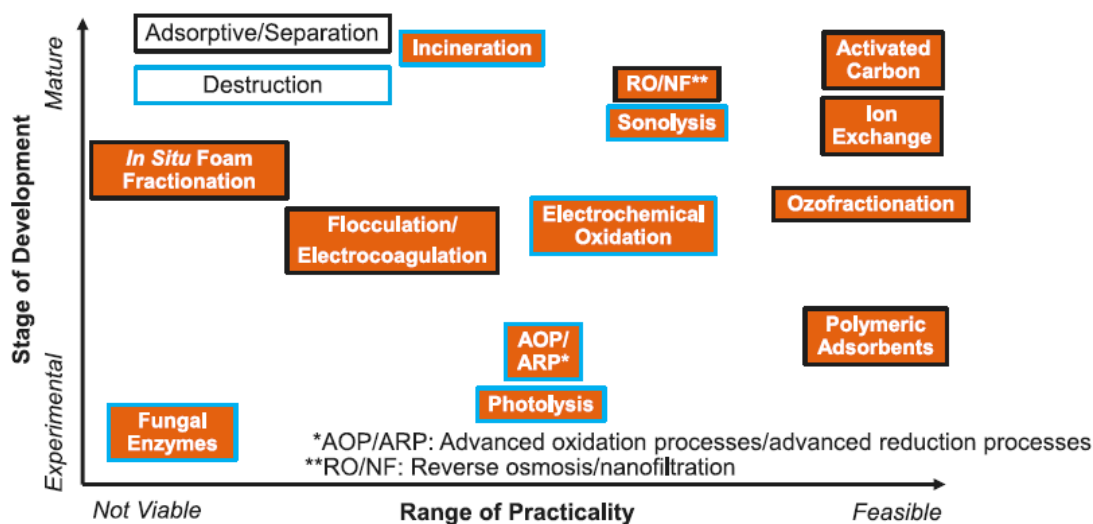 Adsorptive/Separation
Destruction
Incineration
Activated
Carbon
RO/NF**
Sonolysis
Ion
Exchange
In Situ Foam
Fractionation
Ozofractionation
Flocculation/
Electrocoagulation
Electrochemical
Oxidation
Polymeric
Adsorbents
AOP/
ARP*
Photolysis
Fungal
Enzymes
*AOP/ARP: Advanced oxidation processes/advanced reduction processes
**RO/NF: Reverse osmosis/nanofiltration
Mature
Stage of Development
Experimental
Not Viable
Range of Practicality
Feasible